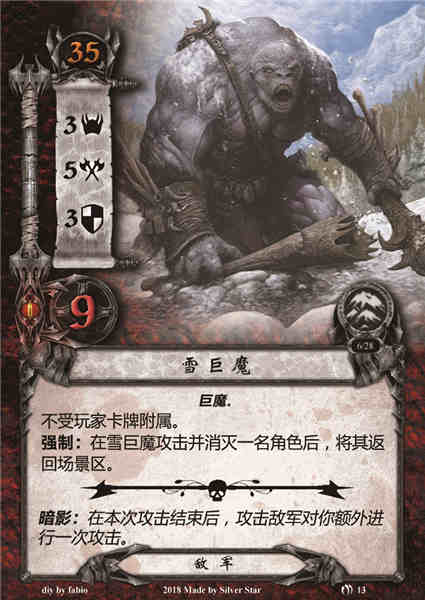 35
3
5
3
9
6/28
雪巨魔
巨魔.
不受玩家卡牌附属。
强制：在雪巨魔攻击并消灭一名角色后，将其返
回场景区。
暗影：在本次攻击结束后，攻击敌军对你额外进
行一次攻击。
敌军
diy by fabio
2018 Made by Silver Star
13